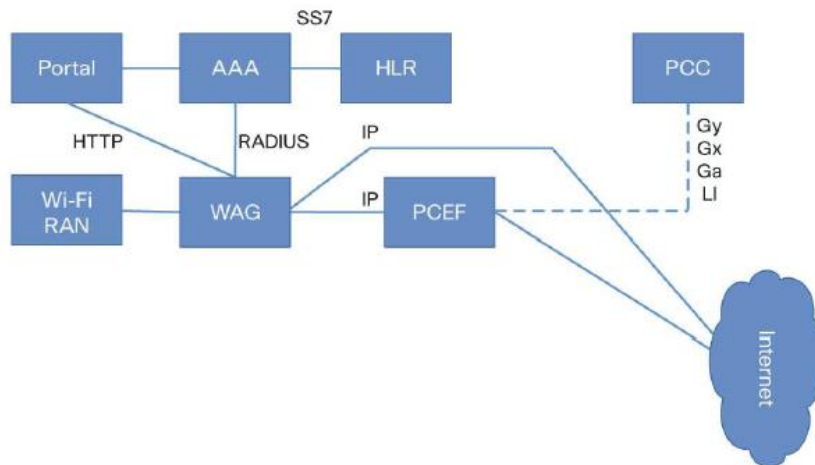 SS7
Portal
AAA
HLR
PCC
HTTP
RADIUS
IP
Gy
Gx
Ga
LI
Wi-Fi
RAN
WAG
IP
PCEF
Internet